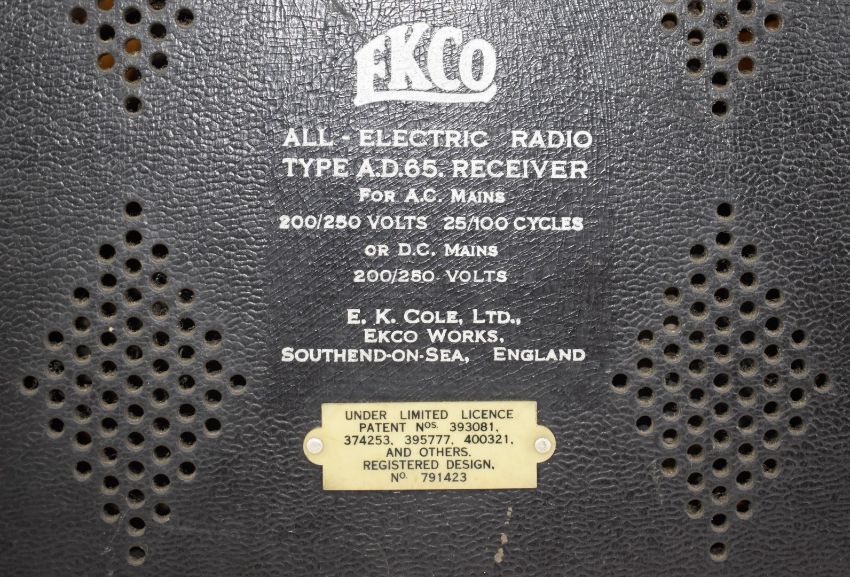 EKCO
ALL - ELECTRIC RADIO
TYPE A.D.65. RECEIVER
FOR A.C. MAINS
200/250 VOLTS 25/100 CYCLES
OR D.C. MAINS
200/250 VOLTS
E. K. COLE, LTD.,
EKCO WORKS,
SOUTHEND-ON-SEA, ENGLAND
UNDER LIMITED LICENCE
PATENT NOS. 393081,
374253, 395777, 400321,
AND OTHERS.
REGISTERED DESIGN,
NO. 791423